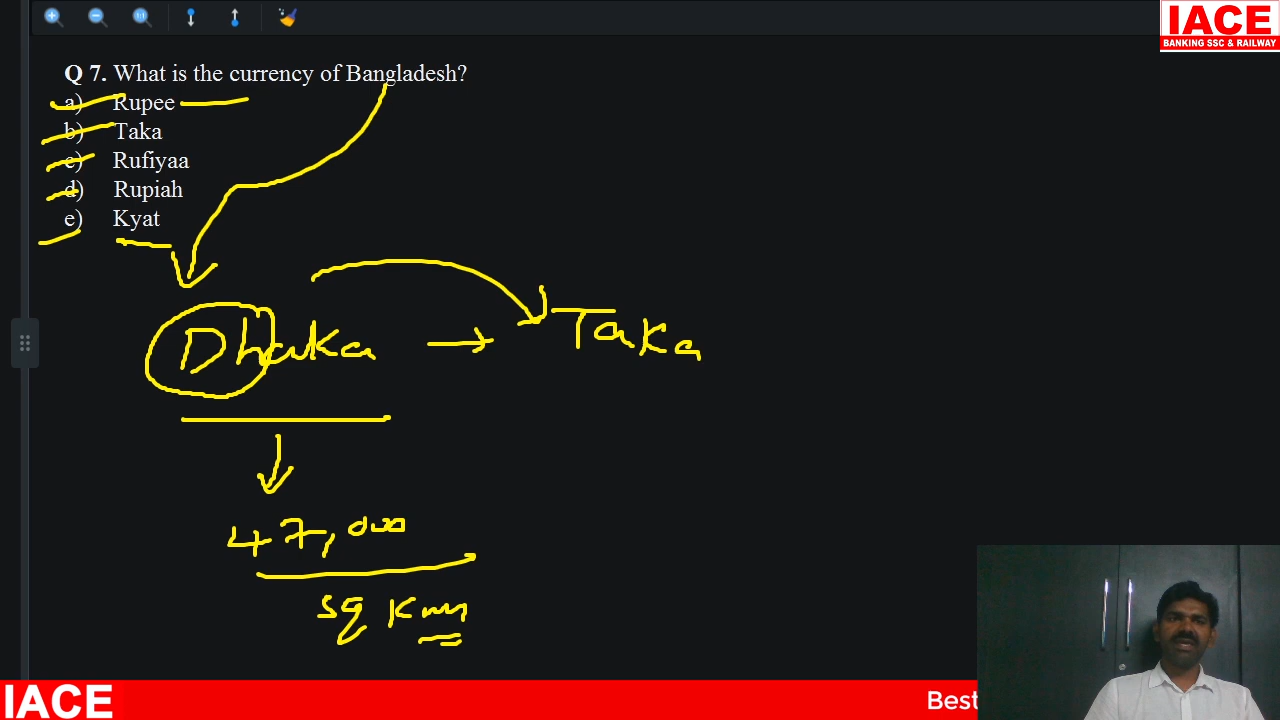 IACE
BANKING SSC & RAILWAY
Q 7. What is the currency of Bangladesh?
a) Rupee
b) Taka
c) Rufiyaa
d) Rupiah
e) Kyat
Dhaka → Taka
47,000
sq Km
IACE
Best